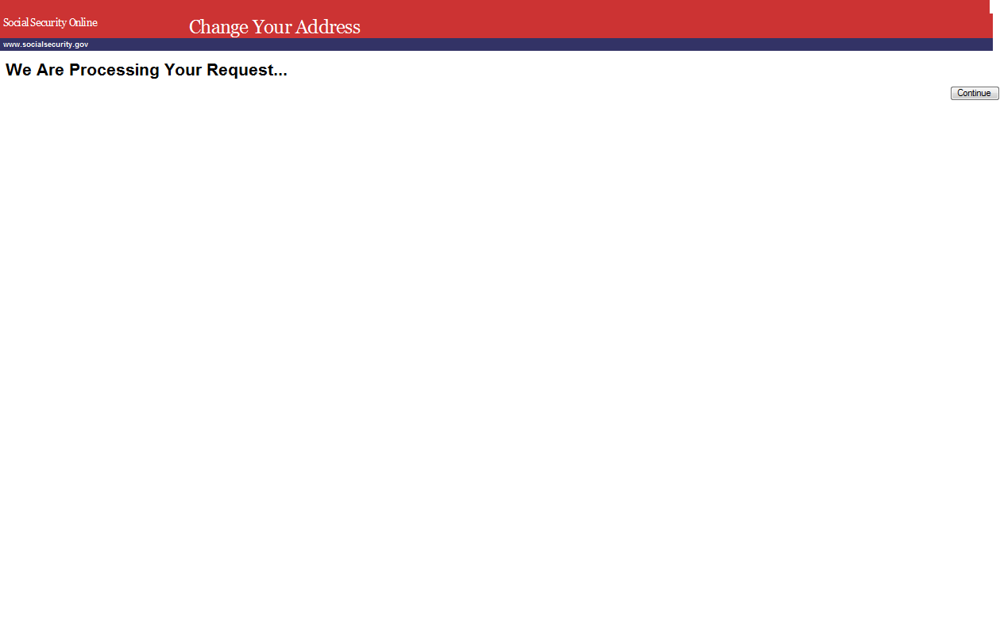 Social Security Online
Change Your Address
www.socialsecurity.gov
We Are Processing Your Request...
Continue